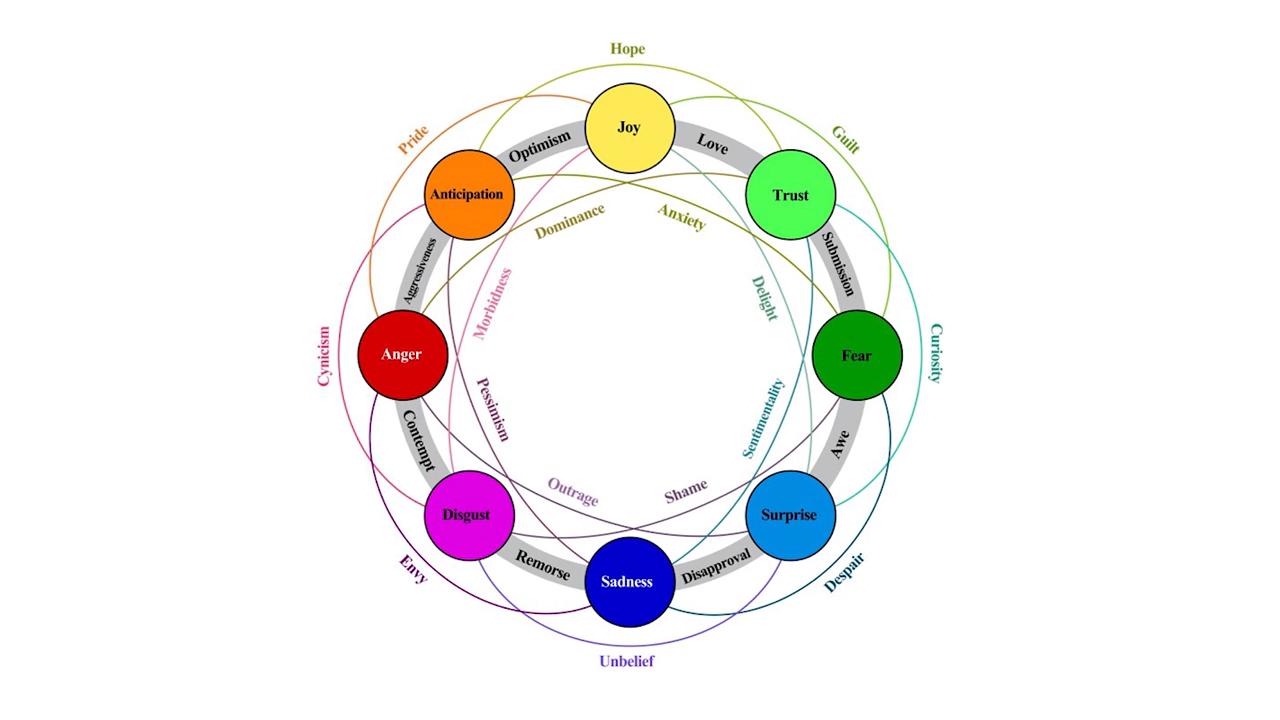 Hope
Joy
Pride
Optimism
Love
Guilt
Anticipation
Trust
Dominance
Anxiety
Aggressiveness
Submission
Morbidness
Delight
Cynicism
Anger
Fear
Curiosity
Pessimism
Sentimentality
Contempt
Awe
Outrage
Shame
Disgust
Surprise
Envy
Remorse
Sadness
Disapproval
Despair
Unbelief